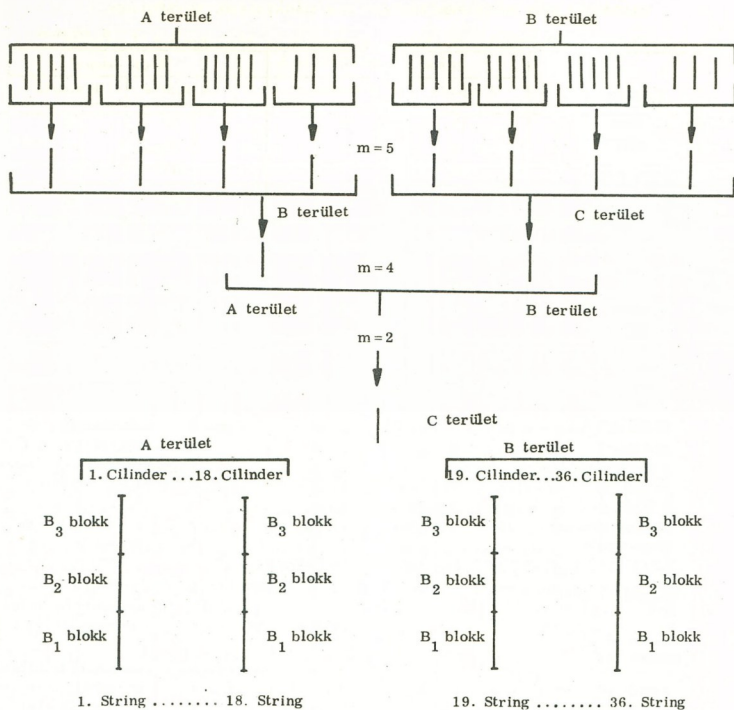 A terület B terület
m = 5
B terület C terület
m = 4
A terület B terület
m = 2
C terület
A terület B terület
1. Cilinder ...18. Cilinder 19. Cilinder...36. Cilinder
B3 blokk B3 blokk B3 blokk B3 blokk
B2 blokk B2 blokk B2 blokk B2 blokk
B1 blokk B1 blokk B1 blokk B1 blokk
1. String ........ 18. String 19. String ........ 36. String